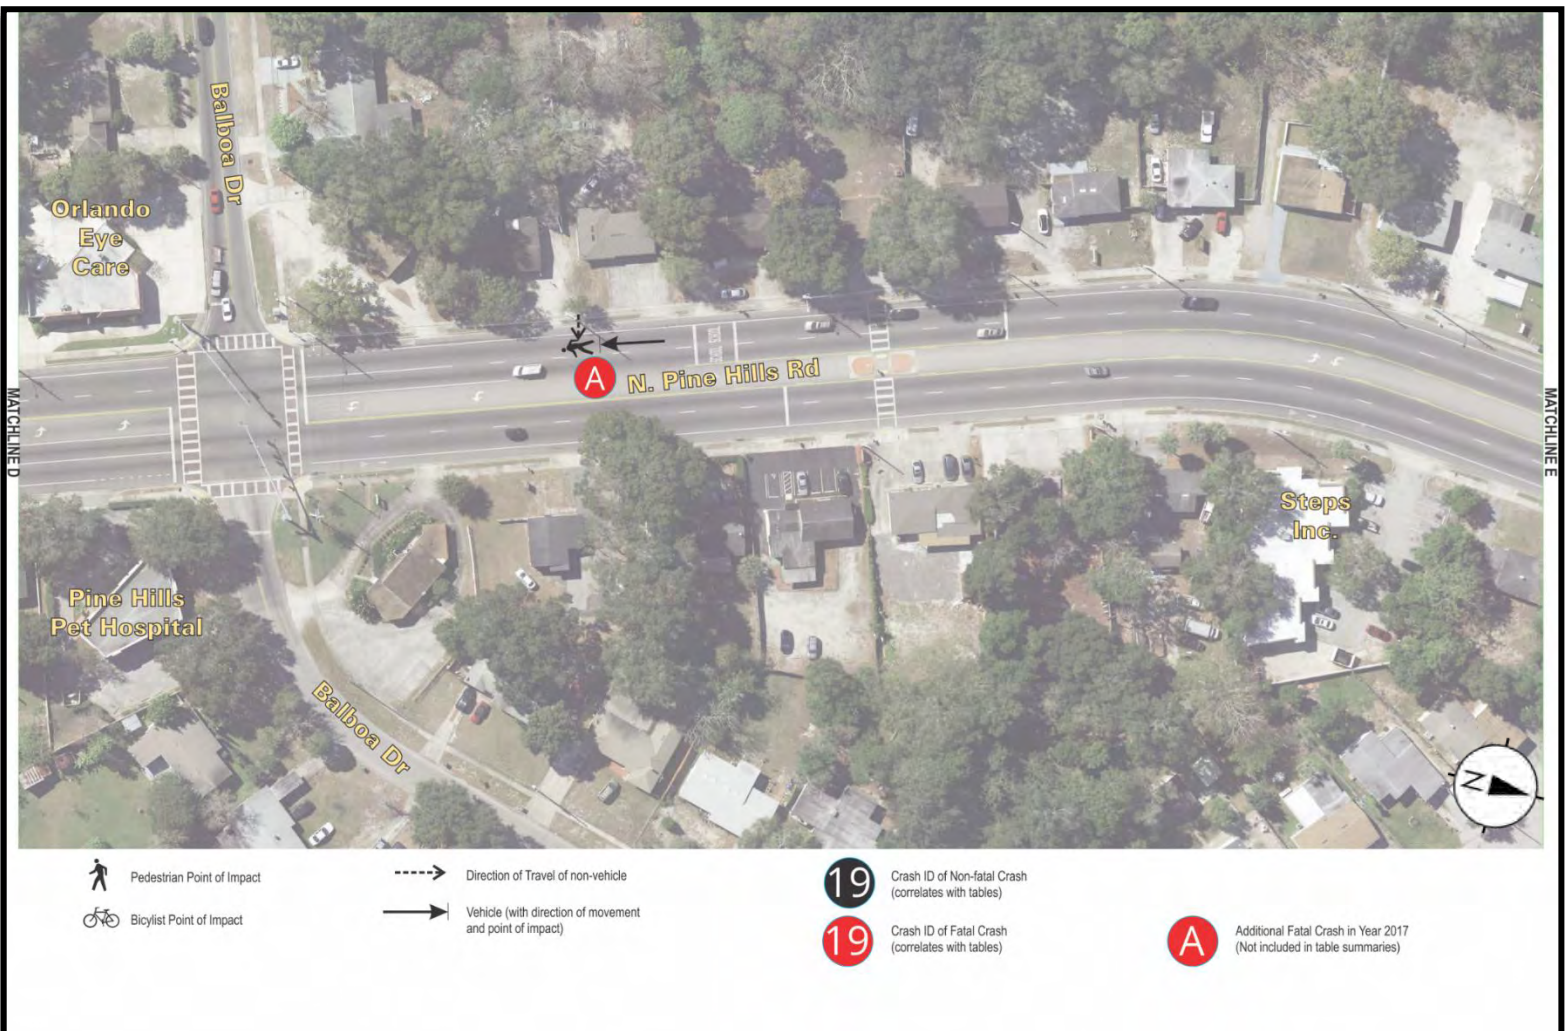 Balboa Dr
Orlando
Eye
Care
A
N. Pine Hills Rd
MATCHLINE D
MATCHLINE E
Steps
Inc.
Pine Hills
Pet Hospital
Balboa Dr
N
Pedestrian Point of Impact
Bicylist Point of Impact
Direction of Travel of non-vehicle
Vehicle (with direction of movement
and point of impact)
19
Crash ID of Non-fatal Crash
(correlates with tables)
19
Crash ID of Fatal Crash
(correlates with tables)
A
Additional Fatal Crash in Year 2017
(Not included in table summaries)